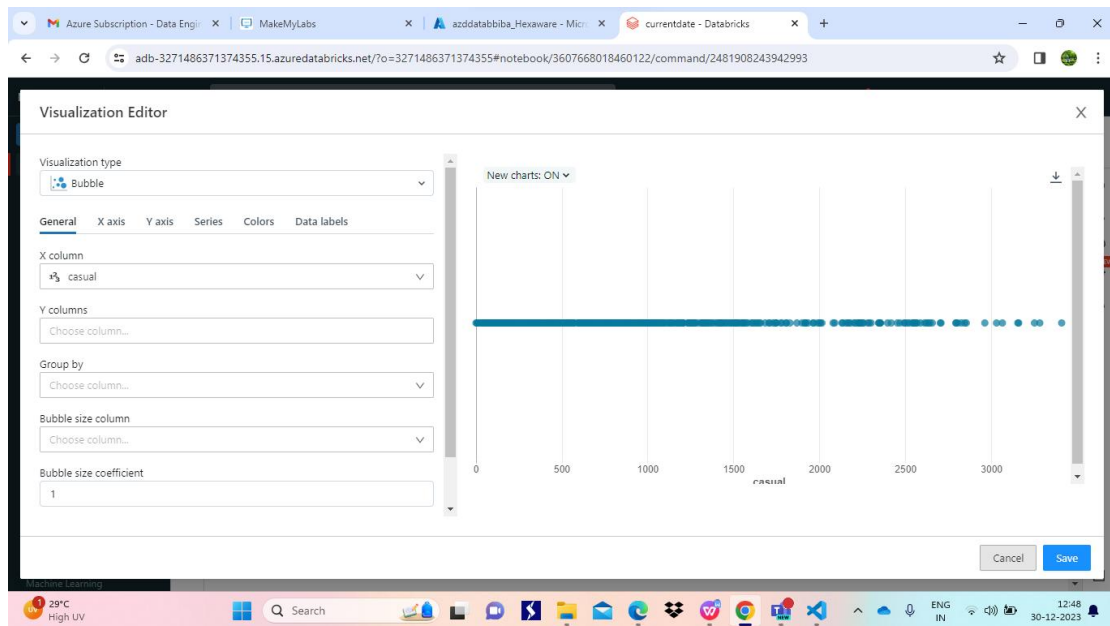 Azure Subscription - Data Engin
MakeMyLabs
azddatabbiba_Hexaware - Micro
currentdate - Databricks
adb-3271486371374355.15.azuredatabricks.net/?o=3271486371374355#notebook/3607668018460122/command/2481908243942993
Visualization Editor
Visualization type
Bubble
New charts: ON
General X axis Y axis Series Colors Data labels
X column
casual
Y columns
Choose column...
Group by
Choose column...
Bubble size column
Choose column...
Bubble size coefficient
1
0 500 1000 1500 2000 2500 3000
casual
Cancel Save
Machine Learning
29°C
High UV
Search
ENG
IN
12:48
30-12-2023